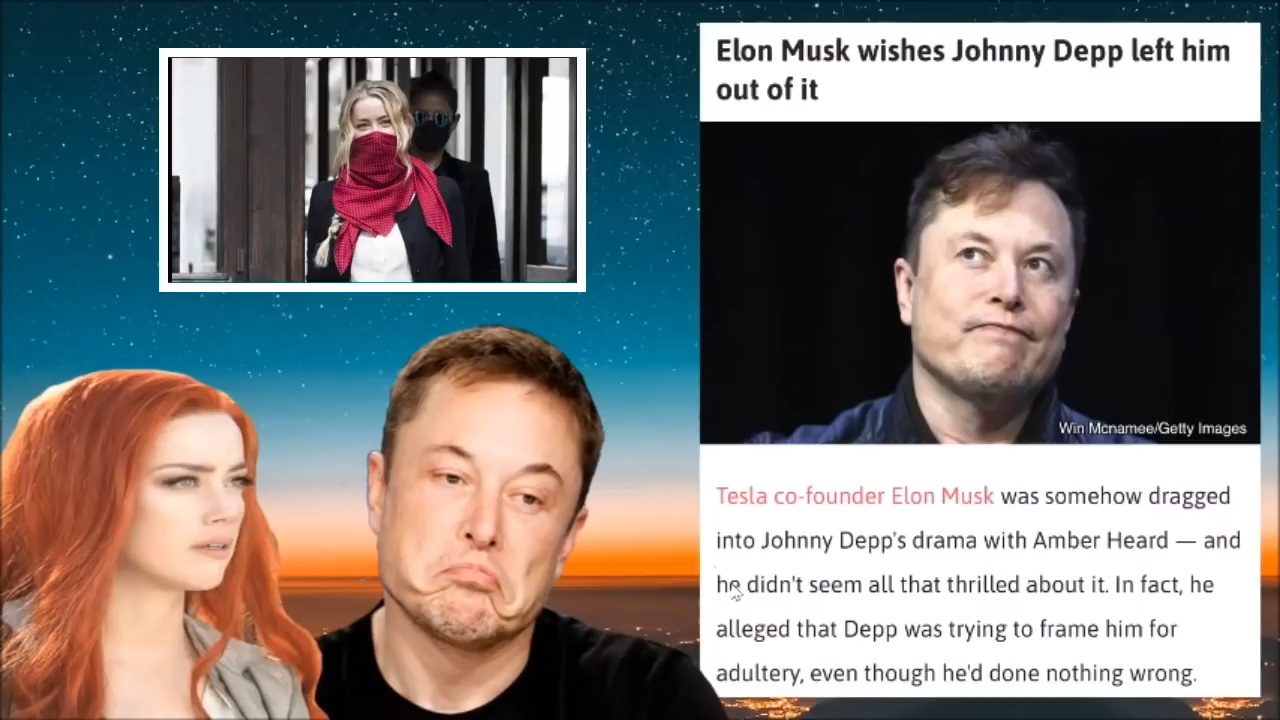 Elon Musk wishes Johnny Depp left him
out of it
Win Mcnamee/Getty Images
Tesla co-founder Elon Musk was somehow dragged
into Johnny Depp's drama with Amber Heard — and
he didn't seem all that thrilled about it. In fact, he
alleged that Depp was trying to frame him for
adultery, even though he'd done nothing wrong.